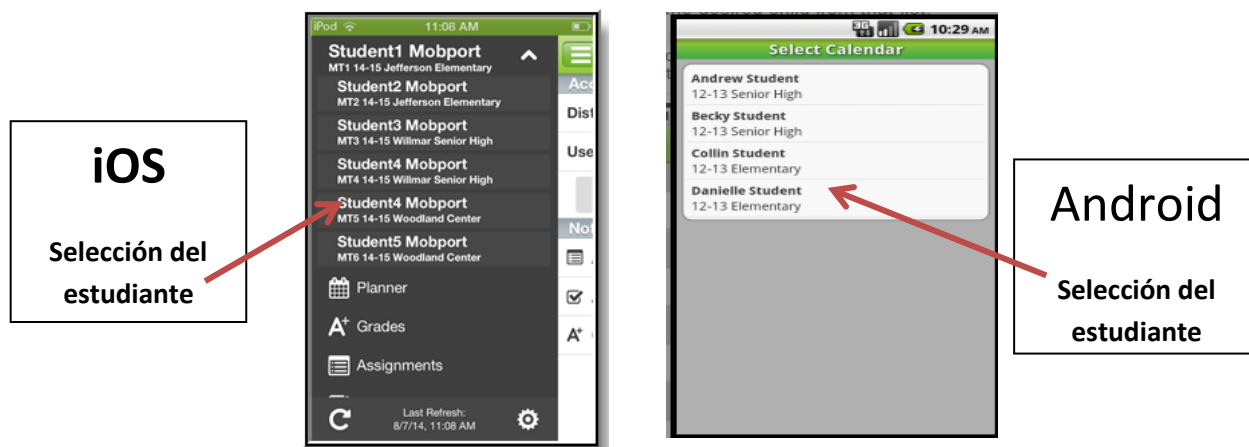 iOS
Selección del
estudiante
iPod
11:08 AM
Student1 Mobport
MT1 14-15 Jefferson Elementary
Student2 Mobport
MT2 14-15 Jefferson Elementary
Student3 Mobport
MT3 14-15 Willmar Senior High
Student4 Mobport
MT4 14-15 Willmar Senior High
Student4 Mobport
MT5 14-15 Woodland Center
Student5 Mobport
MT6 14-15 Woodland Center
Planner
A+ Grades
Assignments
Last Refresh:
8/7/14, 11:08 AM
Acc
Dist
Use
Not
A+
3G
10:29 AM
Select Calendar
Andrew Student
12-13 Senior High
Becky Student
12-13 Senior High
Collin Student
12-13 Elementary
Danielle Student
12-13 Elementary
Android
Selección del
estudiante